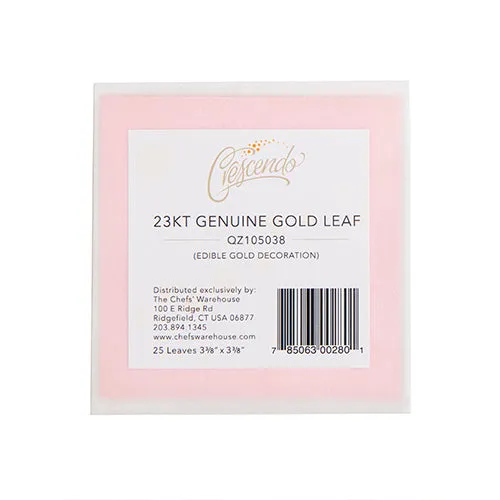 Crescendo
23KT GENUINE GOLD LEAF
QZ105038
(EDIBLE GOLD DECORATION)
Distributed exclusively by:
The Chefs' Warehouse
100 E Ridge Rd
Ridgefield, CT USA 06877
203.894.1345
www.chefswarehouse.com
25 Leaves 3⅜" x 3⅜"
7 85063 00280 1